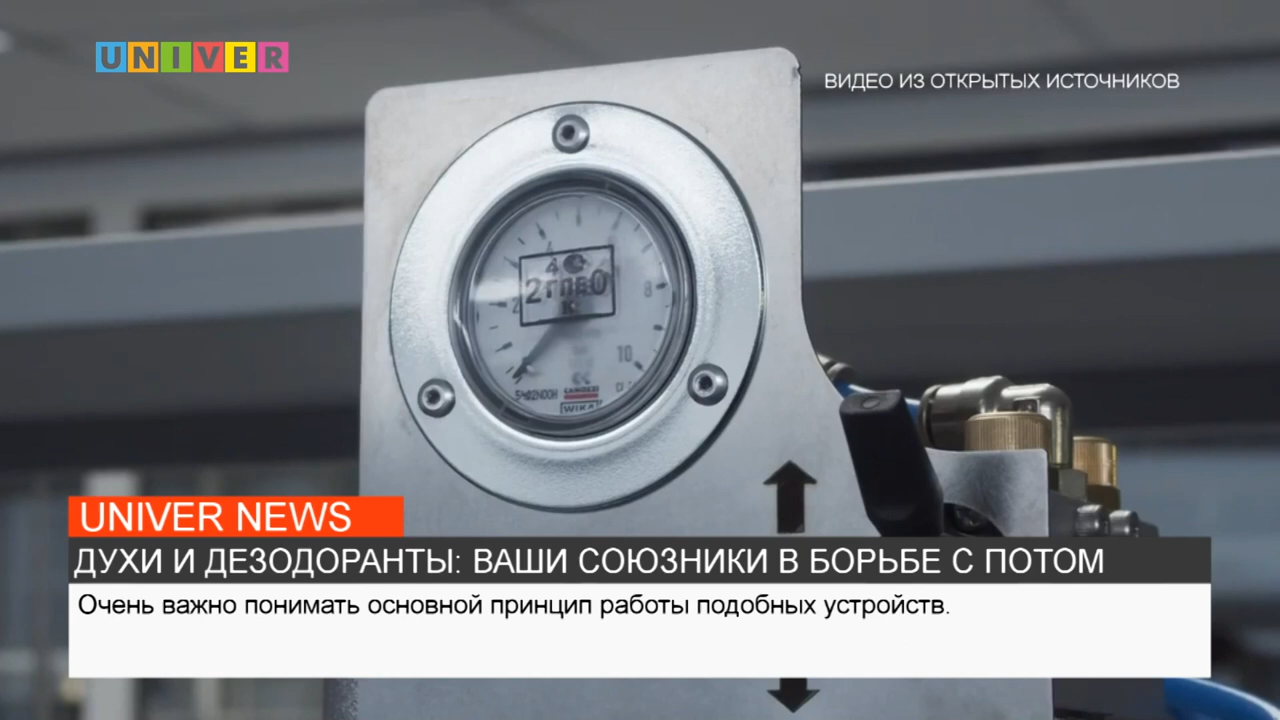 UNIVER
ВИДЕО ИЗ ОТКРЫТЫХ ИСТОЧНИКОВ
4
2
8
10
WIKA
UNIVER NEWS
ДУХИ И ДЕЗОДОРАНТЫ: ВАШИ СОЮЗНИКИ В БОРЬБЕ С ПОТОМ
Очень важно понимать основной принцип работы подобных устройств.